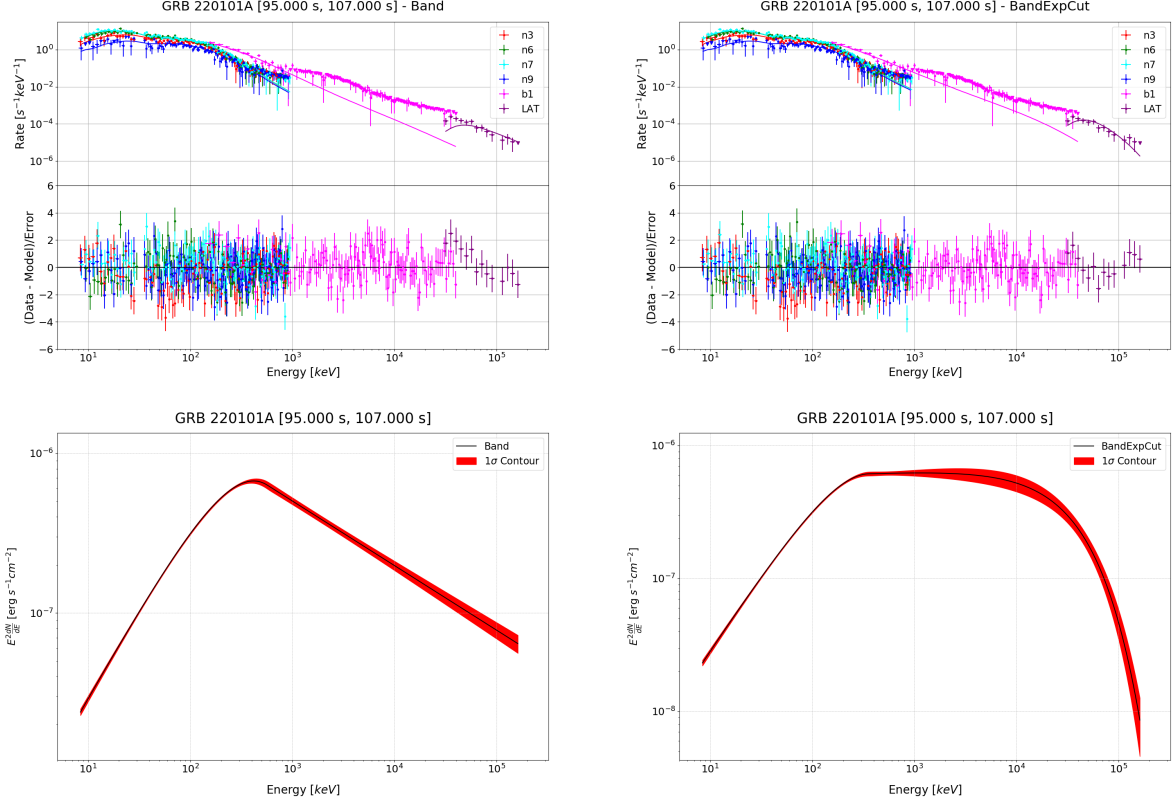 GRB 220101A [95.000 s, 107.000 s] - Band
Rate [s⁻¹keV⁻¹]
10⁰
10⁻²
10⁻⁴
10⁻⁶
n3
n6
n7
n9
b1
LAT
(Data - Model)/Error
6
4
2
0
−2
−4
−6
10¹ 10² 10³ 10⁴ 10⁵
Energy [keV]
GRB 220101A [95.000 s, 107.000 s] - BandExpCut
Rate [s⁻¹keV⁻¹]
10⁰
10⁻²
10⁻⁴
10⁻⁶
n3
n6
n7
n9
b1
LAT
(Data - Model)/Error
6
4
2
0
−2
−4
−6
10¹ 10² 10³ 10⁴ 10⁵
Energy [keV]
GRB 220101A [95.000 s, 107.000 s]
E² dN/dE [erg s⁻¹cm⁻²]
10⁻⁶
10⁻⁷
Band
1σ Contour
10¹ 10² 10³ 10⁴ 10⁵
Energy [keV]
GRB 220101A [95.000 s, 107.000 s]
E² dN/dE [erg s⁻¹cm⁻²]
10⁻⁶
10⁻⁷
10⁻⁸
BandExpCut
1σ Contour
10¹ 10² 10³ 10⁴ 10⁵
Energy [keV]